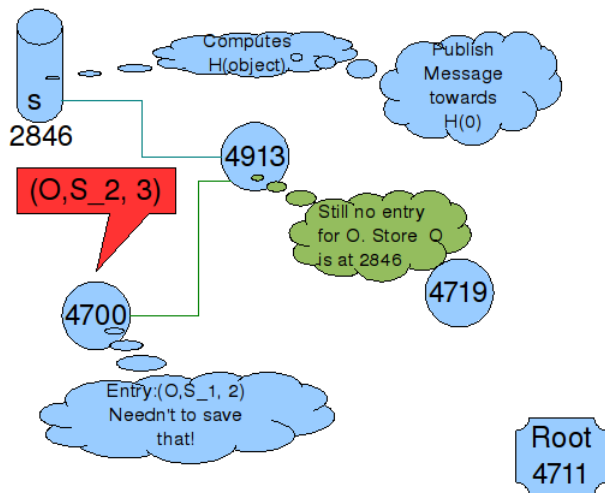 Computes
H(object)
Publish
Message
towards
H(0)
s
2846
4913
(O,S_2, 3)
Still no entry
for O. Store O
is at 2846
4719
4700
Entry:(O,S_1, 2)
Needn't to save
that!
Root
4711